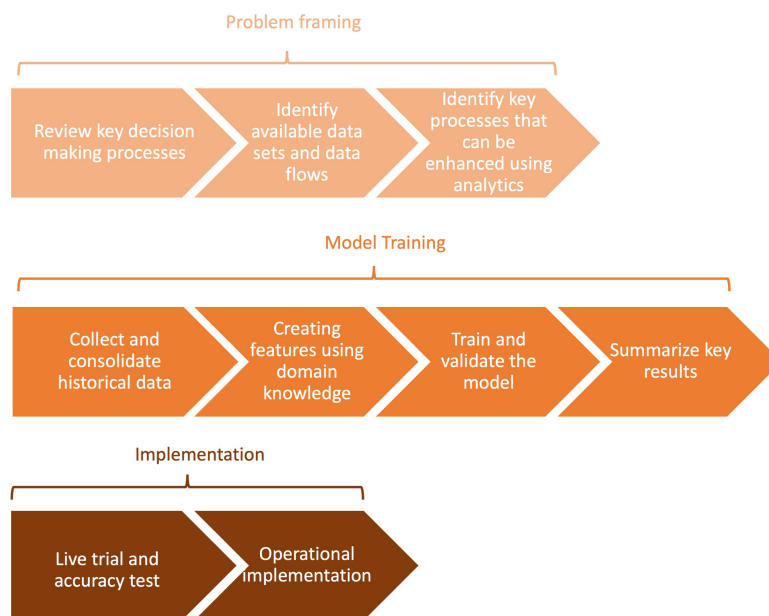 Problem framing
Review key decision
making processes
Identify
available data
sets and data
flows
Identify key
processes that
can be
enhanced using
analytics
Model Training
Collect and
consolidate
historical data
Creating
features using
domain
knowledge
Train and
validate the
model
Summarize key
results
Implementation
Live trial and
accuracy test
Operational
implementation